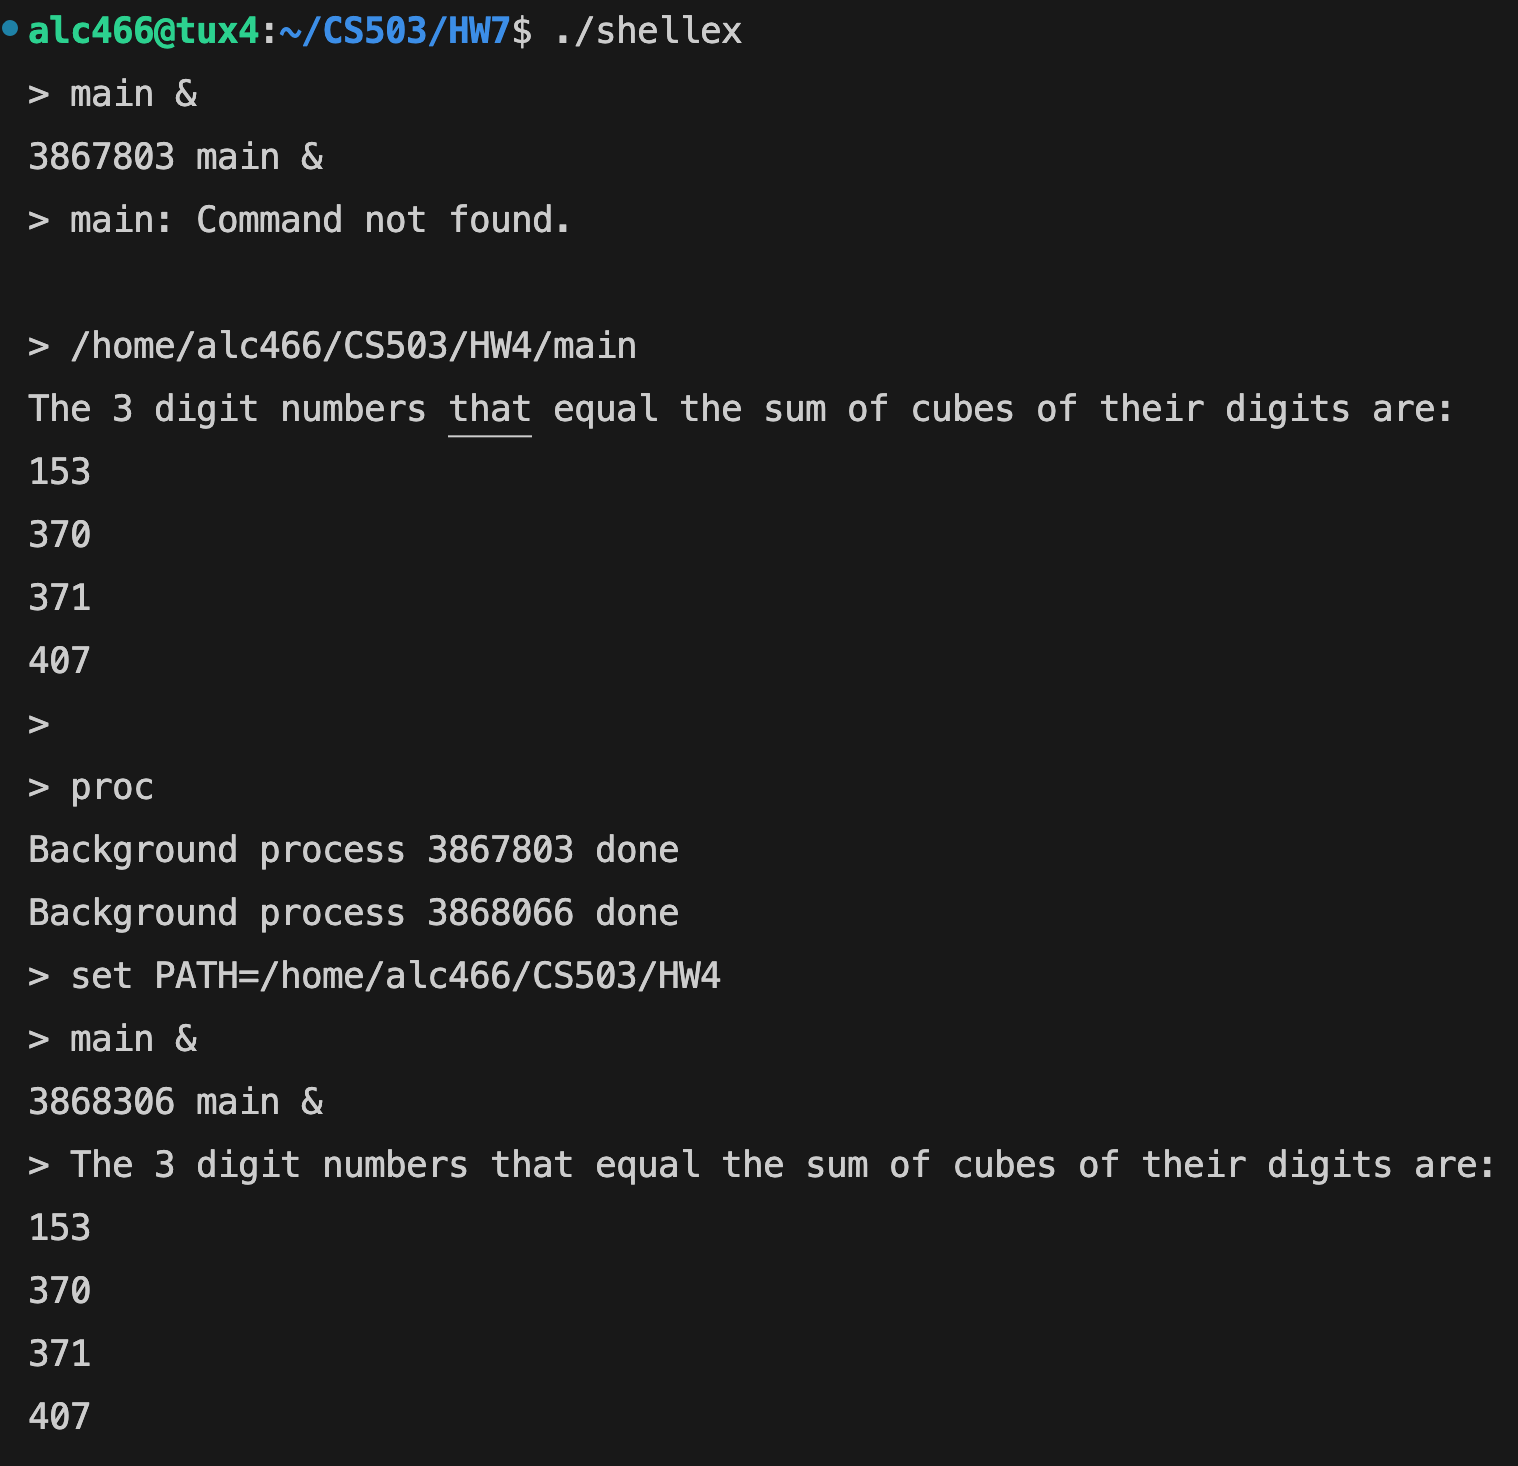 alc466@tux4:~/CS503/HW7$ ./shellex
> main &
3867803 main &
> main: Command not found.
> /home/alc466/CS503/HW4/main
The 3 digit numbers that equal the sum of cubes of their digits are:
153
370
371
407
>
> proc
Background process 3867803 done
Background process 3868066 done
> set PATH=/home/alc466/CS503/HW4
> main &
3868306 main &
> The 3 digit numbers that equal the sum of cubes of their digits are:
153
370
371
407